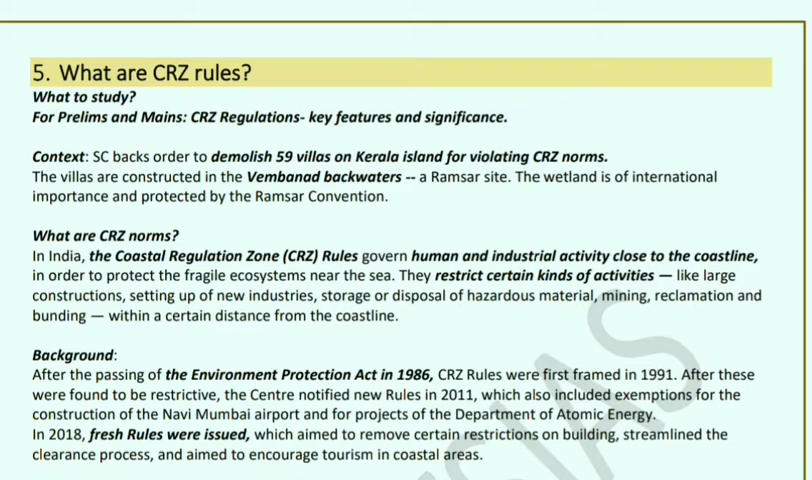 5. What are CRZ rules?
What to study?
For Prelims and Mains: CRZ Regulations- key features and significance.
Context: SC backs order to demolish 59 villas on Kerala island for violating CRZ norms.
The villas are constructed in the Vembanad backwaters -- a Ramsar site. The wetland is of international
importance and protected by the Ramsar Convention.
What are CRZ norms?
In India, the Coastal Regulation Zone (CRZ) Rules govern human and industrial activity close to the coastline,
in order to protect the fragile ecosystems near the sea. They restrict certain kinds of activities — like large
constructions, setting up of new industries, storage or disposal of hazardous material, mining, reclamation and
bunding — within a certain distance from the coastline.
Background:
After the passing of the Environment Protection Act in 1986, CRZ Rules were first framed in 1991. After these
were found to be restrictive, the Centre notified new Rules in 2011, which also included exemptions for the
construction of the Navi Mumbai airport and for projects of the Department of Atomic Energy.
In 2018, fresh Rules were issued, which aimed to remove certain restrictions on building, streamlined the
clearance process, and aimed to encourage tourism in coastal areas.